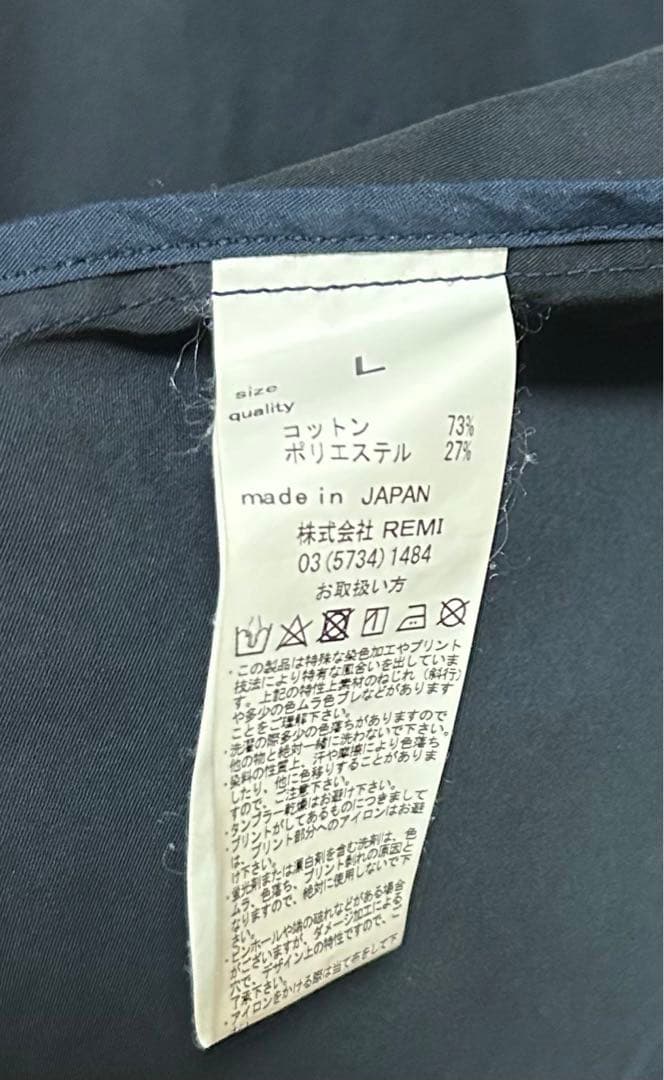 L
size
quality
コットン 73%
ポリエステル 27%
made in JAPAN
株式会社 REMI
03(5734)1484
お取扱い方
・この製品は特殊な染色加工やプリント
技法により特有な風合いを出していま
す。上記の特性上素材のねじれ（斜行）
や多少の色ムラ色ブレなどがあります
ことをご理解下さい。
・洗濯の際多少の色落ちがありますので
他の物と絶対一緒に洗わないで下さい。
・染料の性質上、汗や摩擦により色落ち
したり、他に色移りすることがありま
すので、ご注意下さい。
・タンブラー乾燥はお避け下さい。
・プリントがしてあるものにつきまして
は、プリント部分へのアイロンはお避
け下さい。
・蛍光剤または漂白剤を含む洗剤は、色
ムラ、色落ち、プリント剥れの原因と
なりますので、絶対に使用しないで下
さい。
・ピンホールや縁の破れなどがある場合
がございますが、ダメージ加工による
穴で、デザイン上の特性ですので、ご
了承下さい。
・アイロンをかける際は当て布をして下